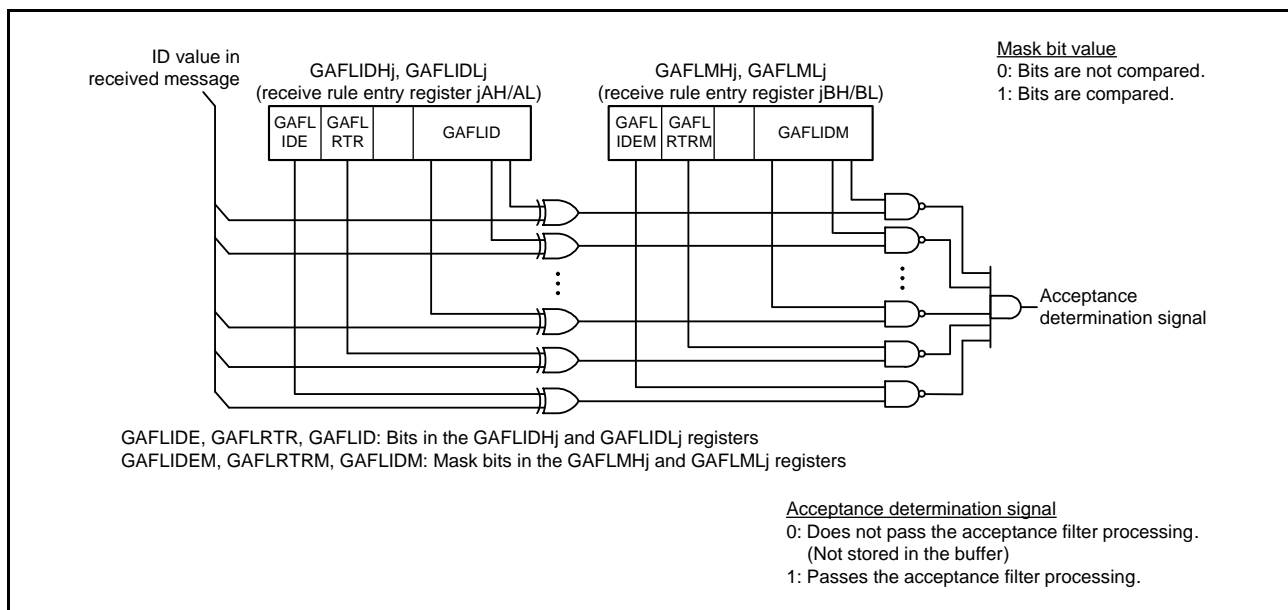 ID value in
received message
GAFLIDHj, GAFLIDLj
(receive rule entry register jAH/AL)
GAFL
IDE
GAFL
RTR
GAFLID
GAFLMHj, GAFLMLj
(receive rule entry register jBH/BL)
GAFL
IDEM
GAFL
RTRM
GAFLIDM
Mask bit value
0: Bits are not compared.
1: Bits are compared.
Acceptance
determination signal
GAFLIDE, GAFLRTR, GAFLID: Bits in the GAFLIDHj and GAFLIDLj registers
GAFLIDEM, GAFLRTRM, GAFLIDM: Mask bits in the GAFLMHj and GAFLMLj registers
Acceptance determination signal
0: Does not pass the acceptance filter processing.
(Not stored in the buffer)
1: Passes the acceptance filter processing.